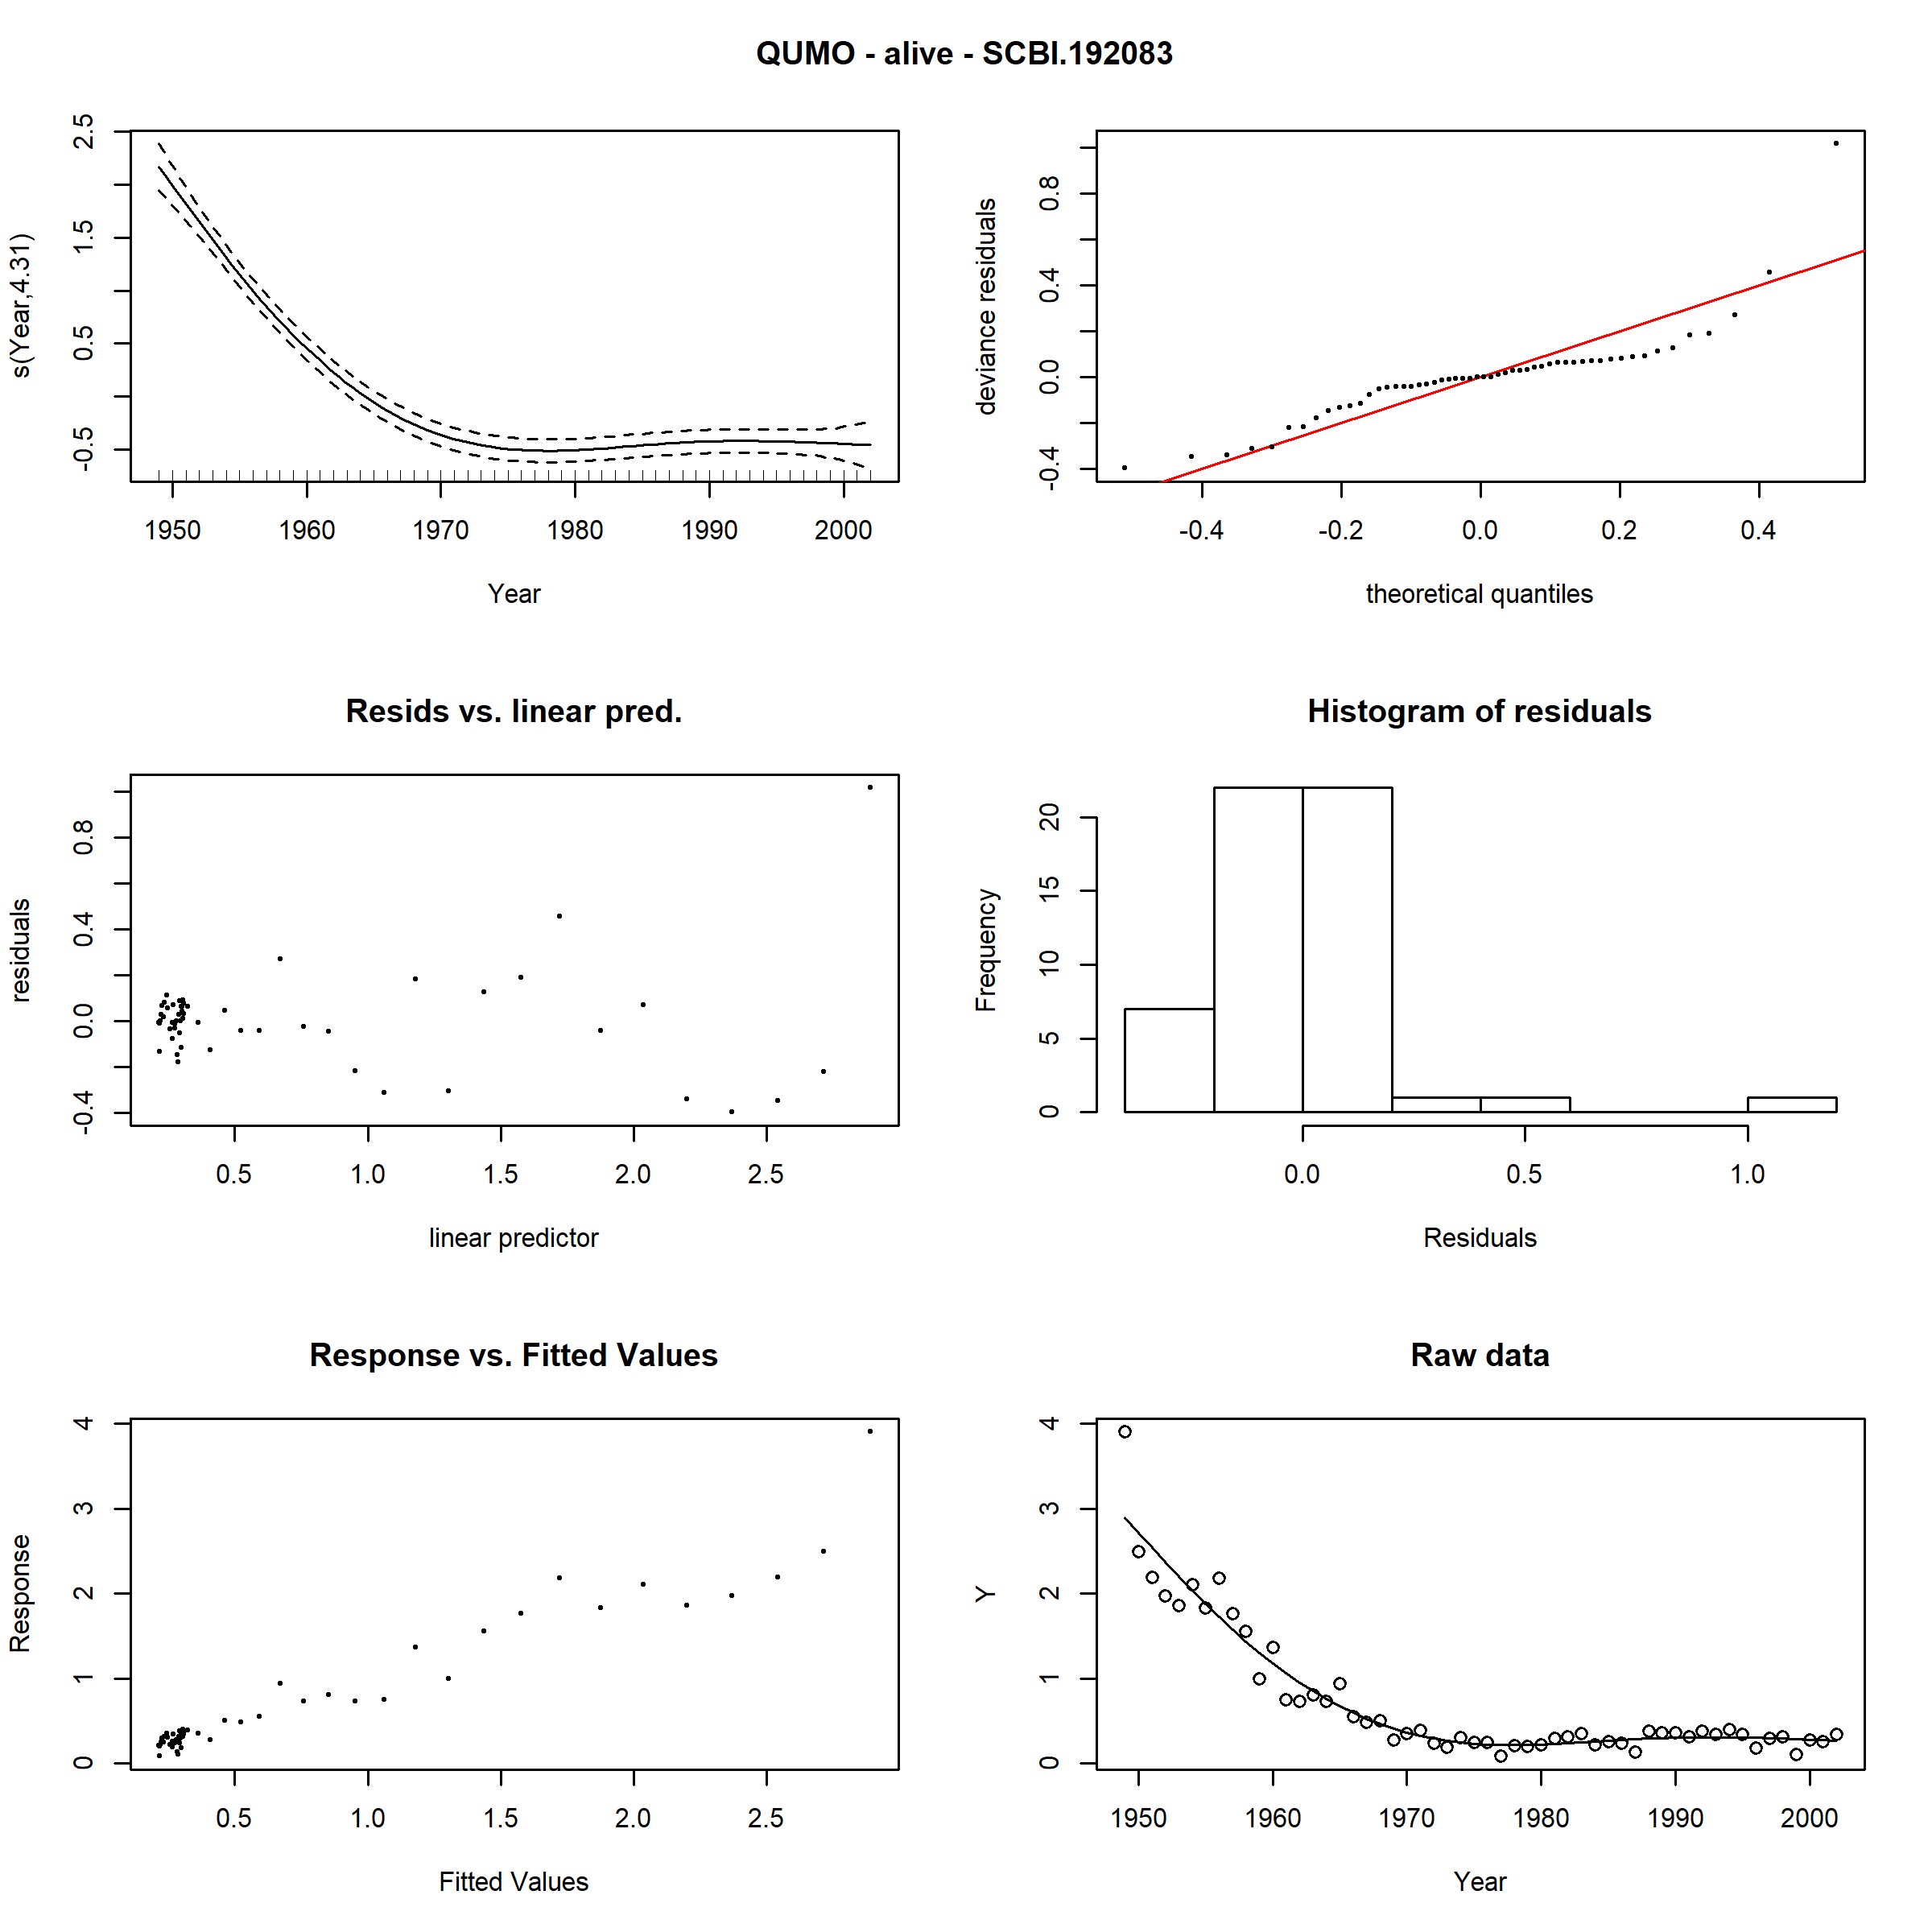 QUMO - alive - SCBI.192083
s(Year,4.31)
2.5
1.5
0.5
-0.5
1950 1960 1970 1980 1990 2000
Year
deviance residuals
0.8
0.4
0.0
-0.4
-0.4 -0.2 0.0 0.2 0.4
theoretical quantiles
Resids vs. linear pred.
residuals
0.8
0.4
0.0
-0.4
0.5 1.0 1.5 2.0 2.5
linear predictor
Histogram of residuals
Frequency
20
15
10
5
0
0.0 0.5 1.0
Residuals
Response vs. Fitted Values
Response
4
3
2
1
0
0.5 1.0 1.5 2.0 2.5
Fitted Values
Raw data
Y
4
3
2
1
0
1950 1960 1970 1980 1990 2000
Year